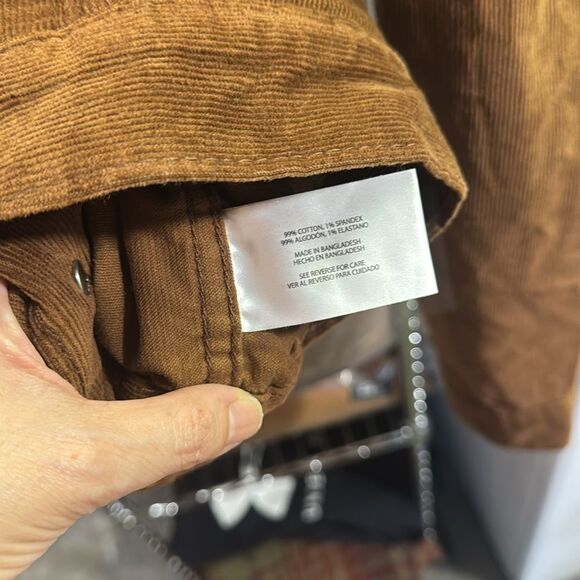 99% COTTON, 1% SPANDEX
99% ALGODÓN, 1% ELASTANO
MADE IN BANGLADESH
HECHO EN BANGLADESH
SEE REVERSE FOR CARE
VER AL REVERSO PARA CUIDADO